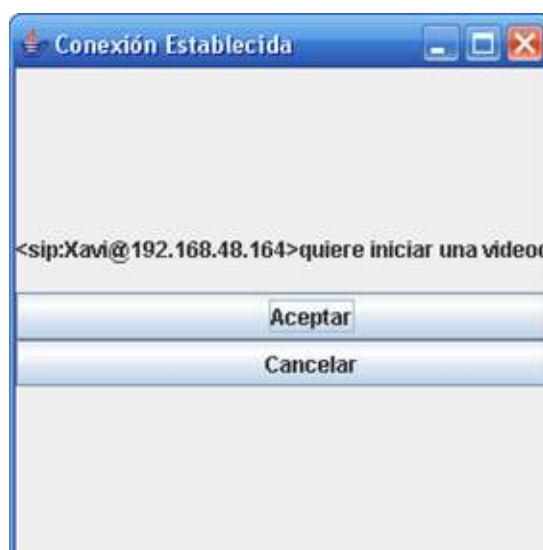 Conexión Establecida
<sip:Xavi@192.168.48.164>quiere iniciar una videoc
Aceptar
Cancelar